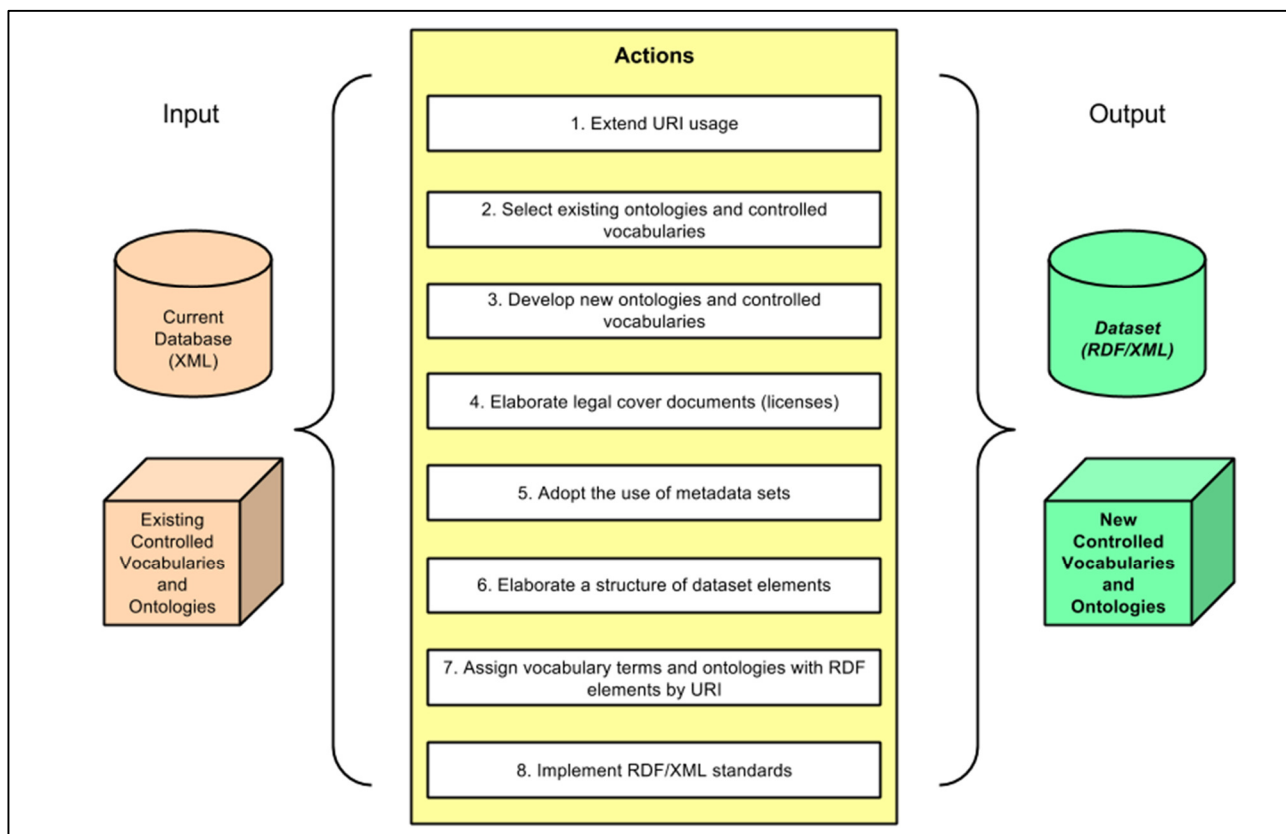 Input
Current
Database
(XML)
Existing
Controlled
Vocabularies
and
Ontologies
Actions
1. Extend URI usage
2. Select existing ontologies and controlled
vocabularies
3. Develop new ontologies and controlled
vocabularies
4. Elaborate legal cover documents (licenses)
5. Adopt the use of metadata sets
6. Elaborate a structure of dataset elements
7. Assign vocabulary terms and ontologies with RDF
elements by URI
8. Implement RDF/XML standards
Output
Dataset
(RDF/XML)
New
Controlled
Vocabularies
and
Ontologies